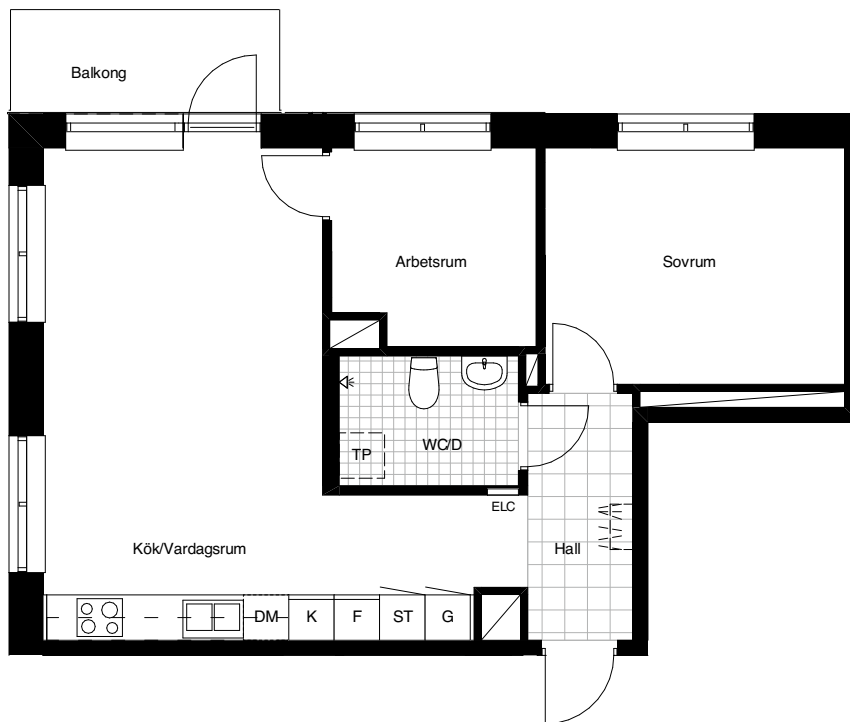 Balkong
Arbetsrum
Sovrum
WC/D
TP
ELC
Kök/Vardagsrum
Hall
DM
K
F
ST
G